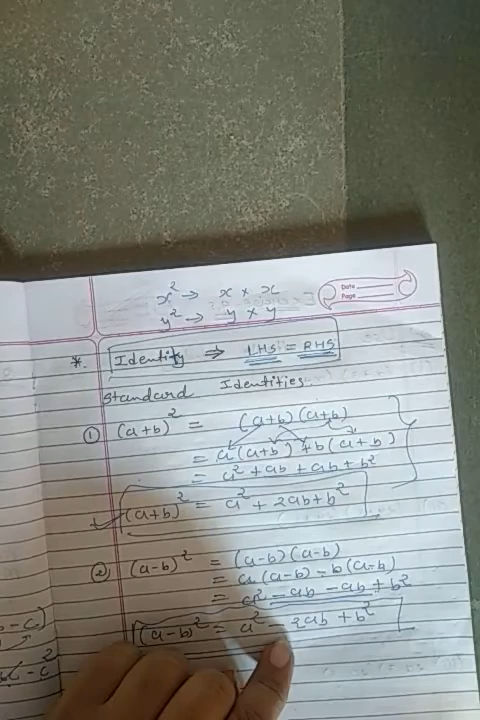 x² → x × x
y² → y × y
Date
Page
*. Identity ⇒ LHS = RHS
Standard Identities
① (a+b)² = (a+b)(a+b)
= a(a+b) + b(a+b)
= a² + ab + ab + b²
(a+b)² = a² + 2ab + b²
② (a-b)² = (a-b)(a-b)
= a(a-b) - b(a-b)
= a² - ab - ab + b²
(a-b)² = a² - 2ab + b²